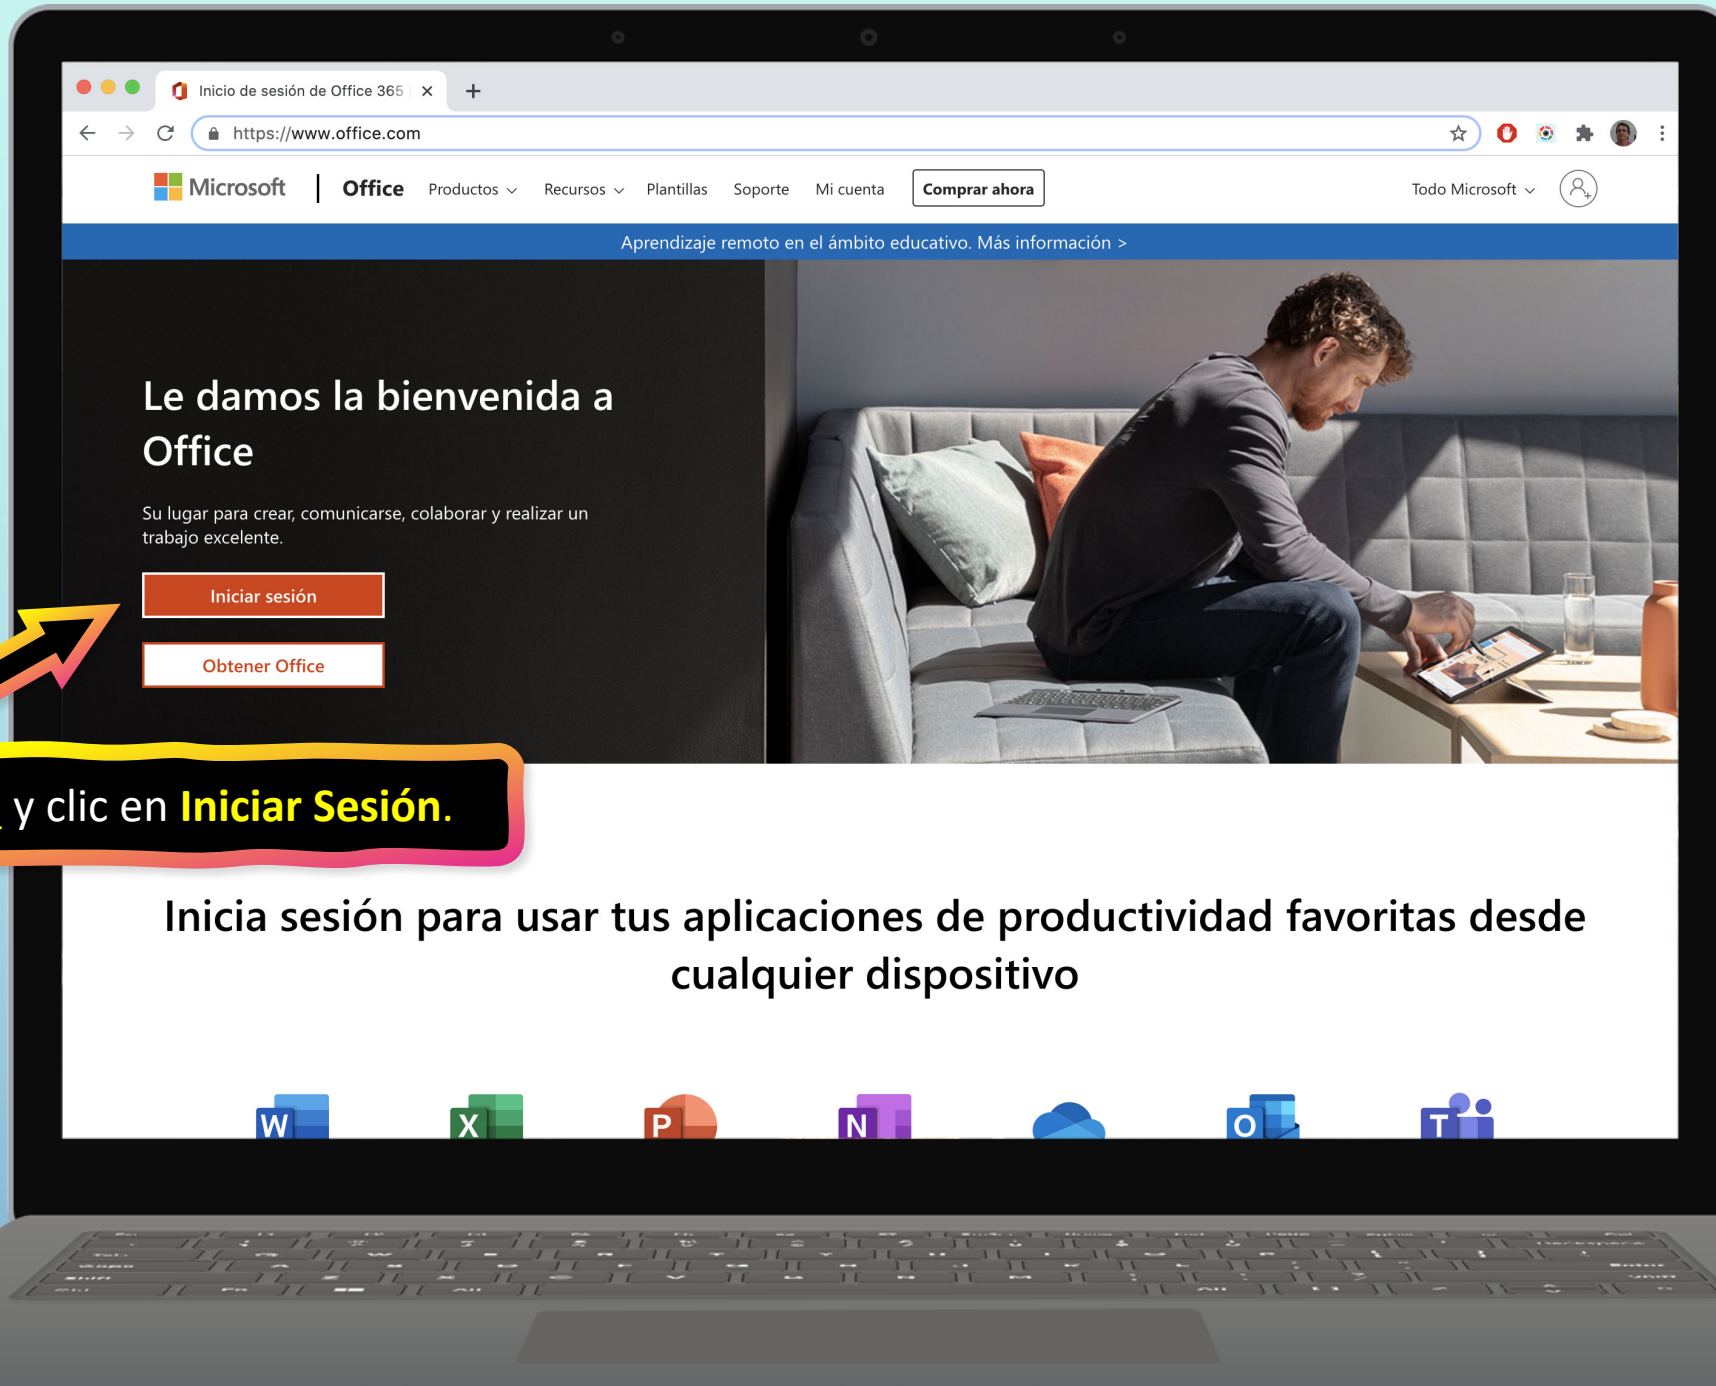 Inicio de sesión de Office 365
https://www.office.com
Microsoft | Office Productos Recursos Plantillas Soporte Mi cuenta Comprar ahora Todo Microsoft
Aprendizaje remoto en el ámbito educativo. Más información >
Le damos la bienvenida a
Office
Su lugar para crear, comunicarse, colaborar y realizar un
trabajo excelente.
Iniciar sesión
Obtener Office
y clic en Iniciar Sesión.
Inicia sesión para usar tus aplicaciones de productividad favoritas desde
cualquier dispositivo
W X P N O T